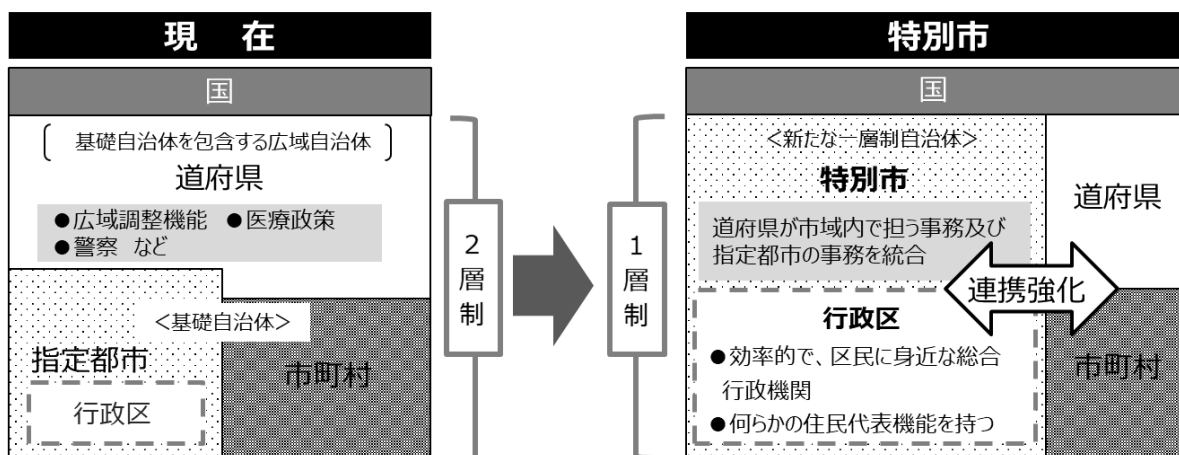 現 在
国
基礎自治体を包含する広域自治体
道府県
●広域調整機能 ●医療政策
●警察 など
<基礎自治体>
指定都市
市町村
行政区
2層制
1層制
特別市
国
<新たな一層制自治体>
特別市
道府県が市域内で担う事務及び
指定都市の事務を統合
道府県
連携強化
行政区
●効率的で、区民に身近な総合
行政機関
●何らかの住民代表機能を持つ
市町村